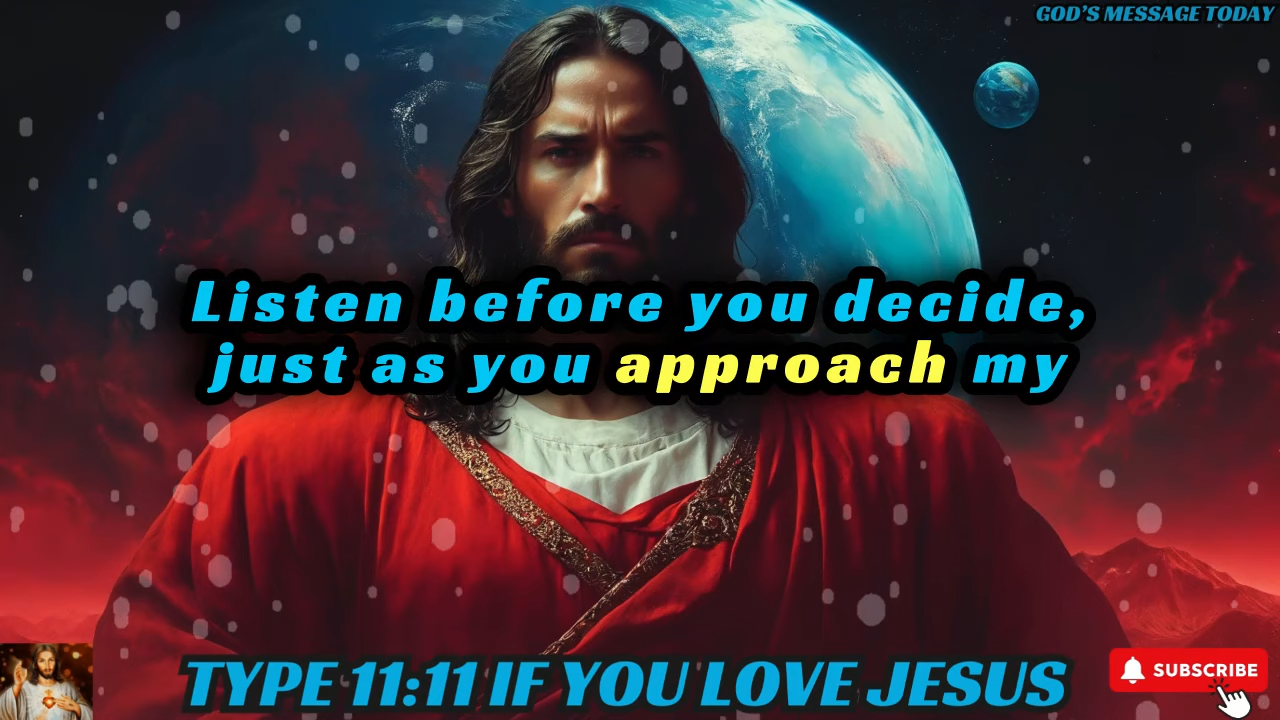 GOD'S MESSAGE TODAY
Listen before you decide,
just as you approach my
TYPE 11:11 IF YOU LOVE JESUS
SUBSCRIBE